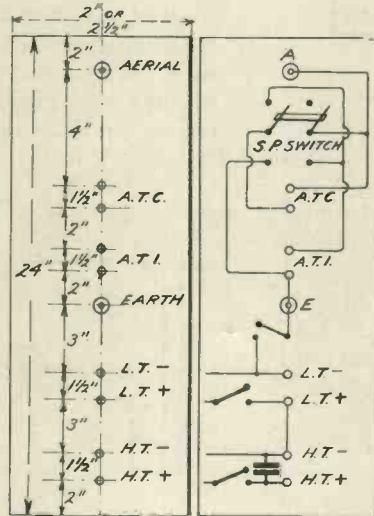 2" OR
2½"
2"
AERIAL
4"
1½"
A.T.C.
2"
1½"
A.T.I.
24"
2"
EARTH
3"
L.T.-
1½"
L.T.+
3"
H.T.-
1½"
H.T.+
2"
A
S.P. SWITCH
A.T.C
A.T.I.
E
L.T-
L.T.+
H.T-
H.T.+